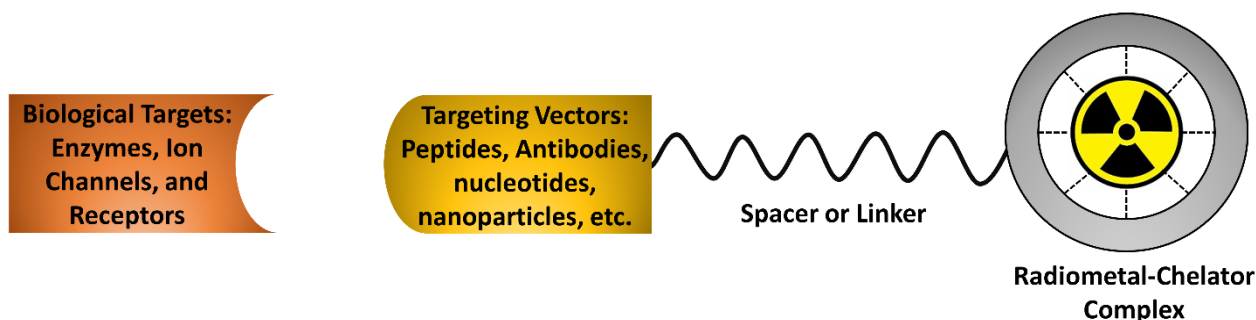 Biological Targets:
Enzymes, Ion
Channels, and
Receptors
Targeting Vectors:
Peptides, Antibodies,
nucleotides,
nanoparticles, etc.
Spacer or Linker
Radiometal-Chelator
Complex